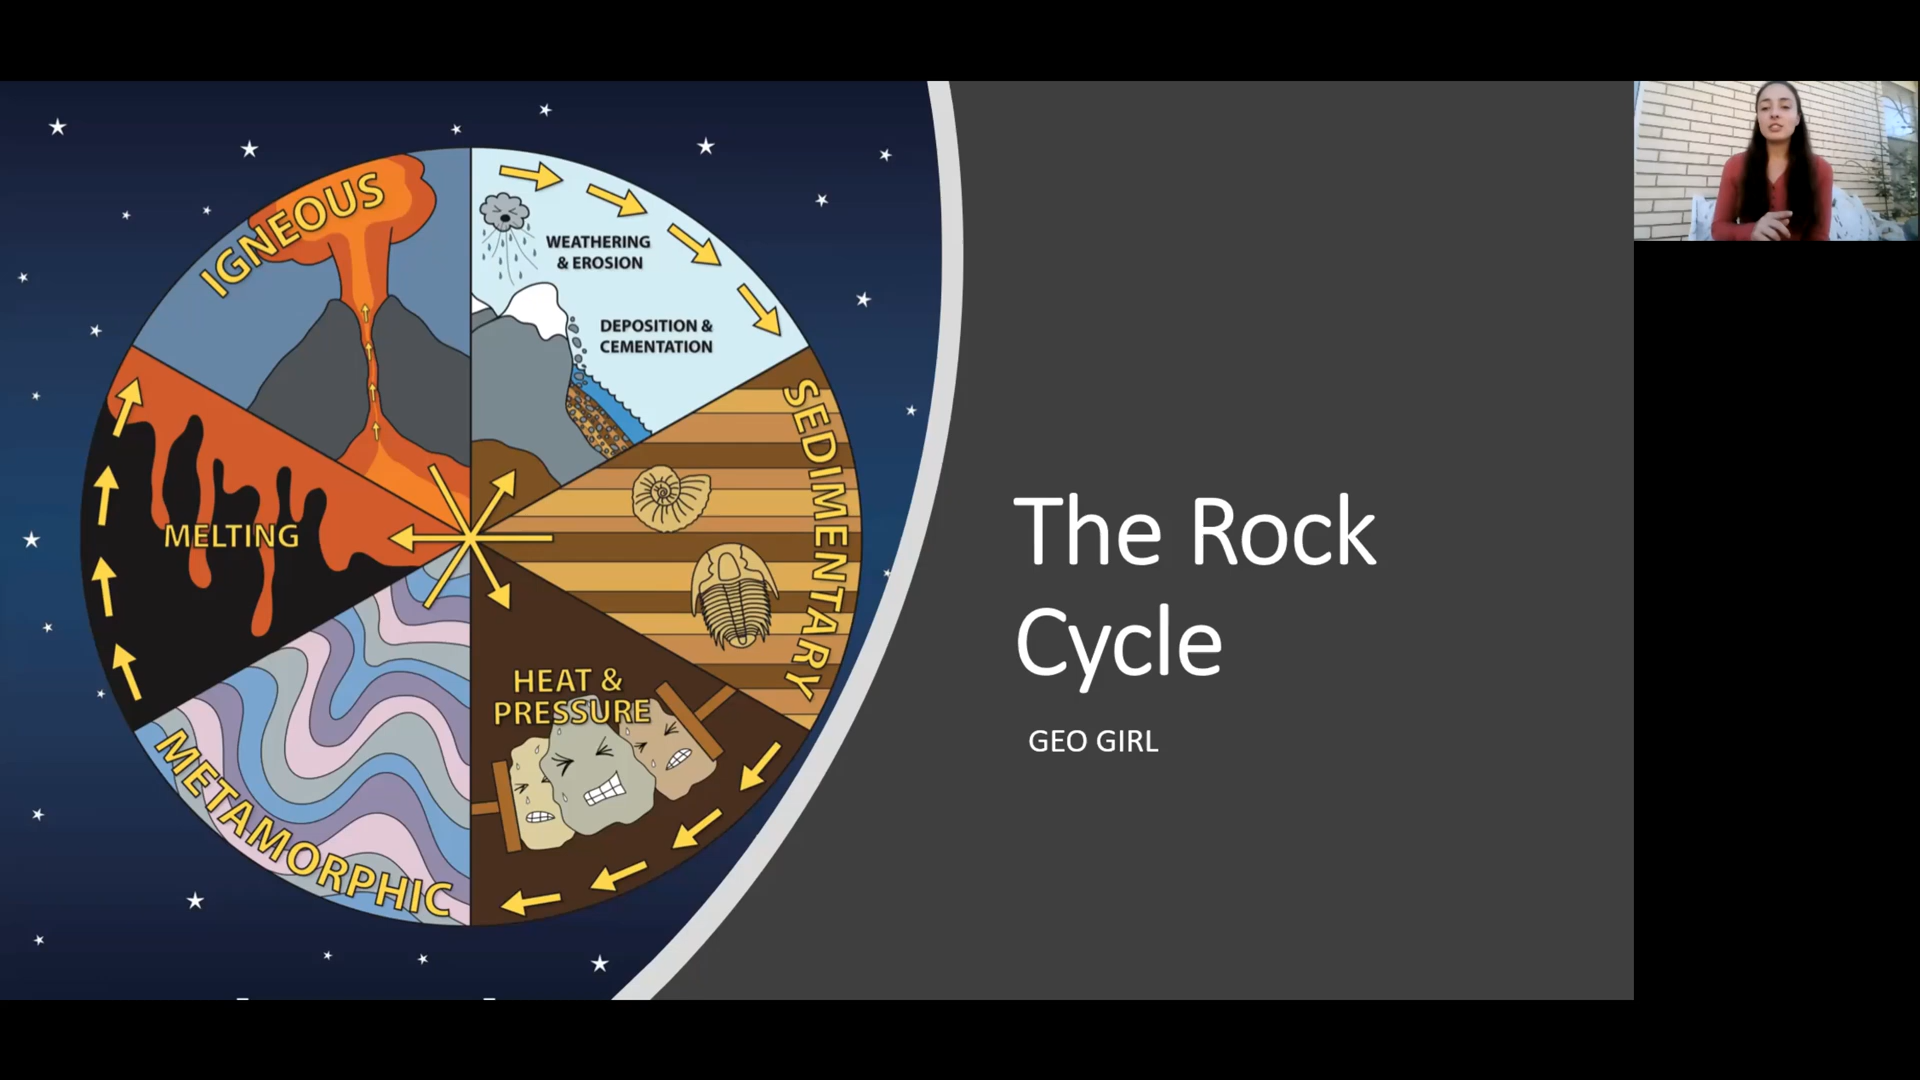 IGNEOUS
WEATHERING
& EROSION
DEPOSITION &
CEMENTATION
SEDIMENTARY
MELTING
HEAT &
PRESSURE
METAMORPHIC
The Rock
Cycle
GEO GIRL